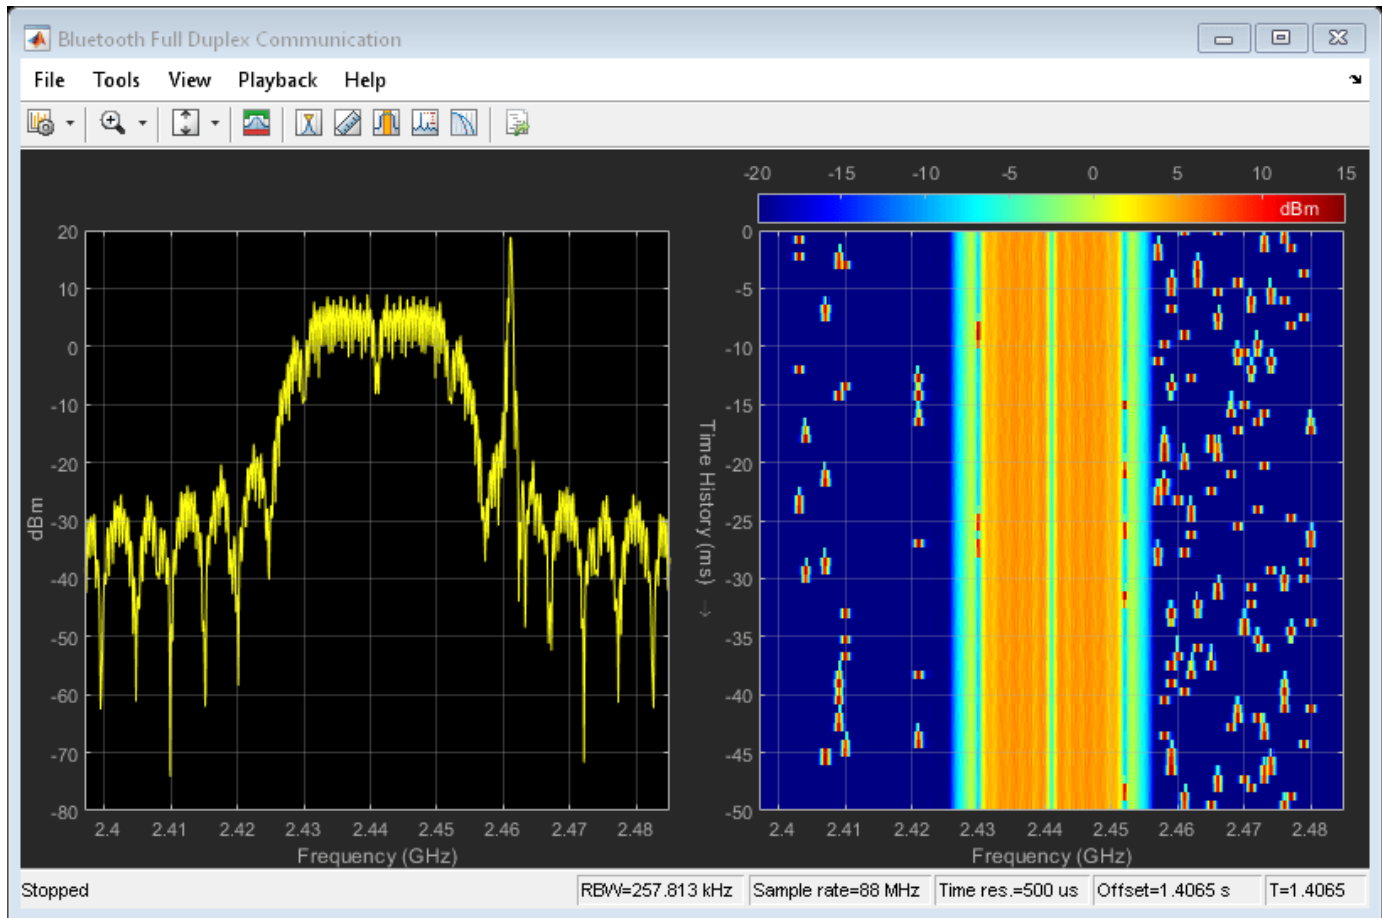 Bluetooth Full Duplex Communication
File Tools View Playback Help
-20 -15 -10 -5 0 5 10 15
dBm
20
10
0
-10
-20
-30
-40
-50
-60
-70
-80
dBm
2.4 2.41 2.42 2.43 2.44 2.45 2.46 2.47 2.48
Frequency (GHz)
0
-5
-10
-15
-20
-25
-30
-35
-40
-45
-50
Time History (ms) →
2.4 2.41 2.42 2.43 2.44 2.45 2.46 2.47 2.48
Frequency (GHz)
Stopped RBW=257.813 kHz Sample rate=88 MHz Time res.=500 us Offset=1.4065 s T=1.4065